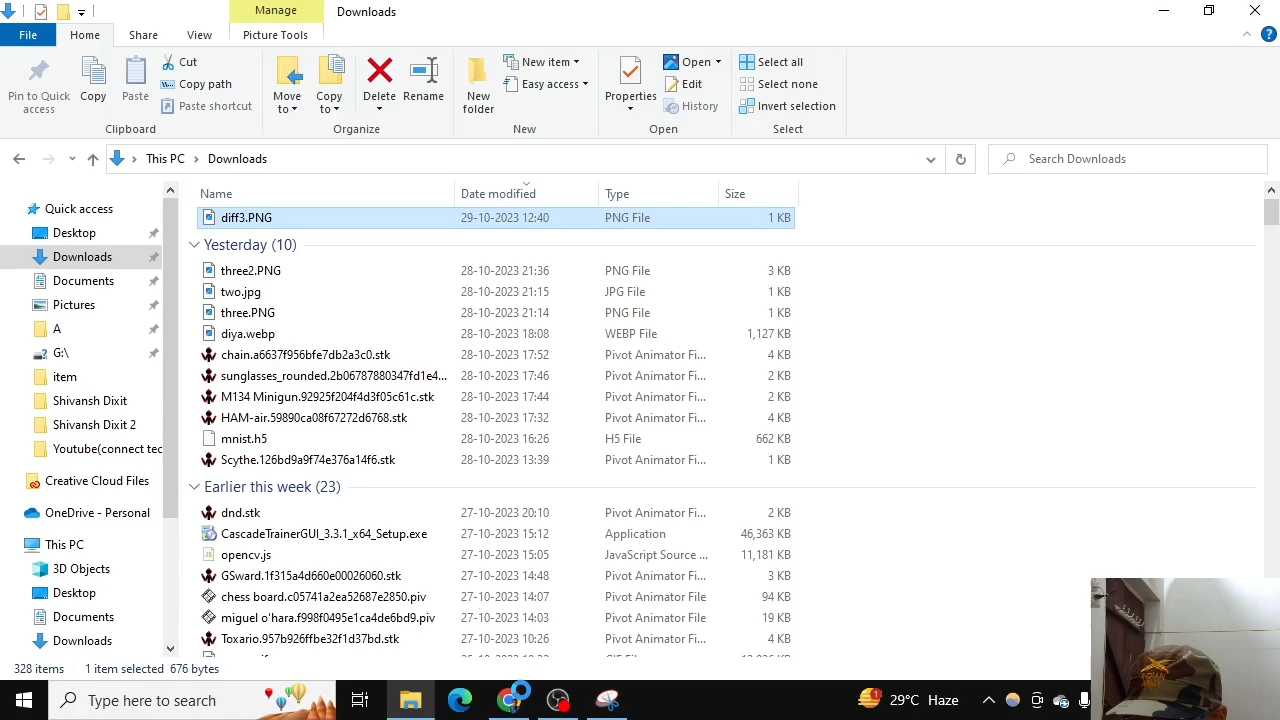 Manage
Downloads
File
Home
Share
View
Picture Tools
Pin to Quick access
Copy
Paste
Cut
Copy path
Paste shortcut
Move to
Copy to
Delete
Rename
New folder
New item
Easy access
Properties
Open
Edit
History
Select all
Select none
Invert selection
Clipboard
Organize
New
Open
Select
This PC > Downloads
Search Downloads
Name Date modified Type Size
Quick access
Desktop
Downloads
Documents
Pictures
A
G:\
item
Shivansh Dixit
Shivansh Dixit 2
Youtube(connect tec
Creative Cloud Files
OneDrive - Personal
This PC
3D Objects
Desktop
Documents
Downloads
diff3.PNG 29-10-2023 12:40 PNG File 1 KB
Yesterday (10)
three2.PNG 28-10-2023 21:36 PNG File 3 KB
two.jpg 28-10-2023 21:15 JPG File 1 KB
three.PNG 28-10-2023 21:14 PNG File 1 KB
diya.webp 28-10-2023 18:08 WEBP File 1,127 KB
chain.a6637f956bfe7db2a3c0.stk 28-10-2023 17:52 Pivot Animator Fi... 4 KB
sunglasses_rounded.2b06787880347fd1e4... 28-10-2023 17:46 Pivot Animator Fi... 2 KB
M134 Minigun.92925f204f4d3f05c61c.stk 28-10-2023 17:44 Pivot Animator Fi... 2 KB
HAM-air.59890ca08f67272d6768.stk 28-10-2023 17:32 Pivot Animator Fi... 4 KB
mnist.h5 28-10-2023 16:26 H5 File 662 KB
Scythe.126bd9a9f74e376a14f6.stk 28-10-2023 13:39 Pivot Animator Fi... 1 KB
Earlier this week (23)
dnd.stk 27-10-2023 20:10 Pivot Animator Fi... 2 KB
CascadeTrainerGUI_3.3.1_x64_Setup.exe 27-10-2023 15:12 Application 46,363 KB
opencv.js 27-10-2023 15:05 JavaScript Source ... 11,181 KB
GSward.1f315a4d660e00026060.stk 27-10-2023 14:48 Pivot Animator Fi... 3 KB
chess board.c05741a2ea52687e2850.piv 27-10-2023 14:07 Pivot Animator File 94 KB
miguel o'hara.f998f0495e1ca4de6bd9.piv 27-10-2023 14:03 Pivot Animator File 19 KB
Toxario.957b926ffbe32f1d37bd.stk 27-10-2023 10:26 Pivot Animator Fi... 4 KB
328 items 1 item selected 676 bytes
Type here to search
1
29°C Haze
INDIAN